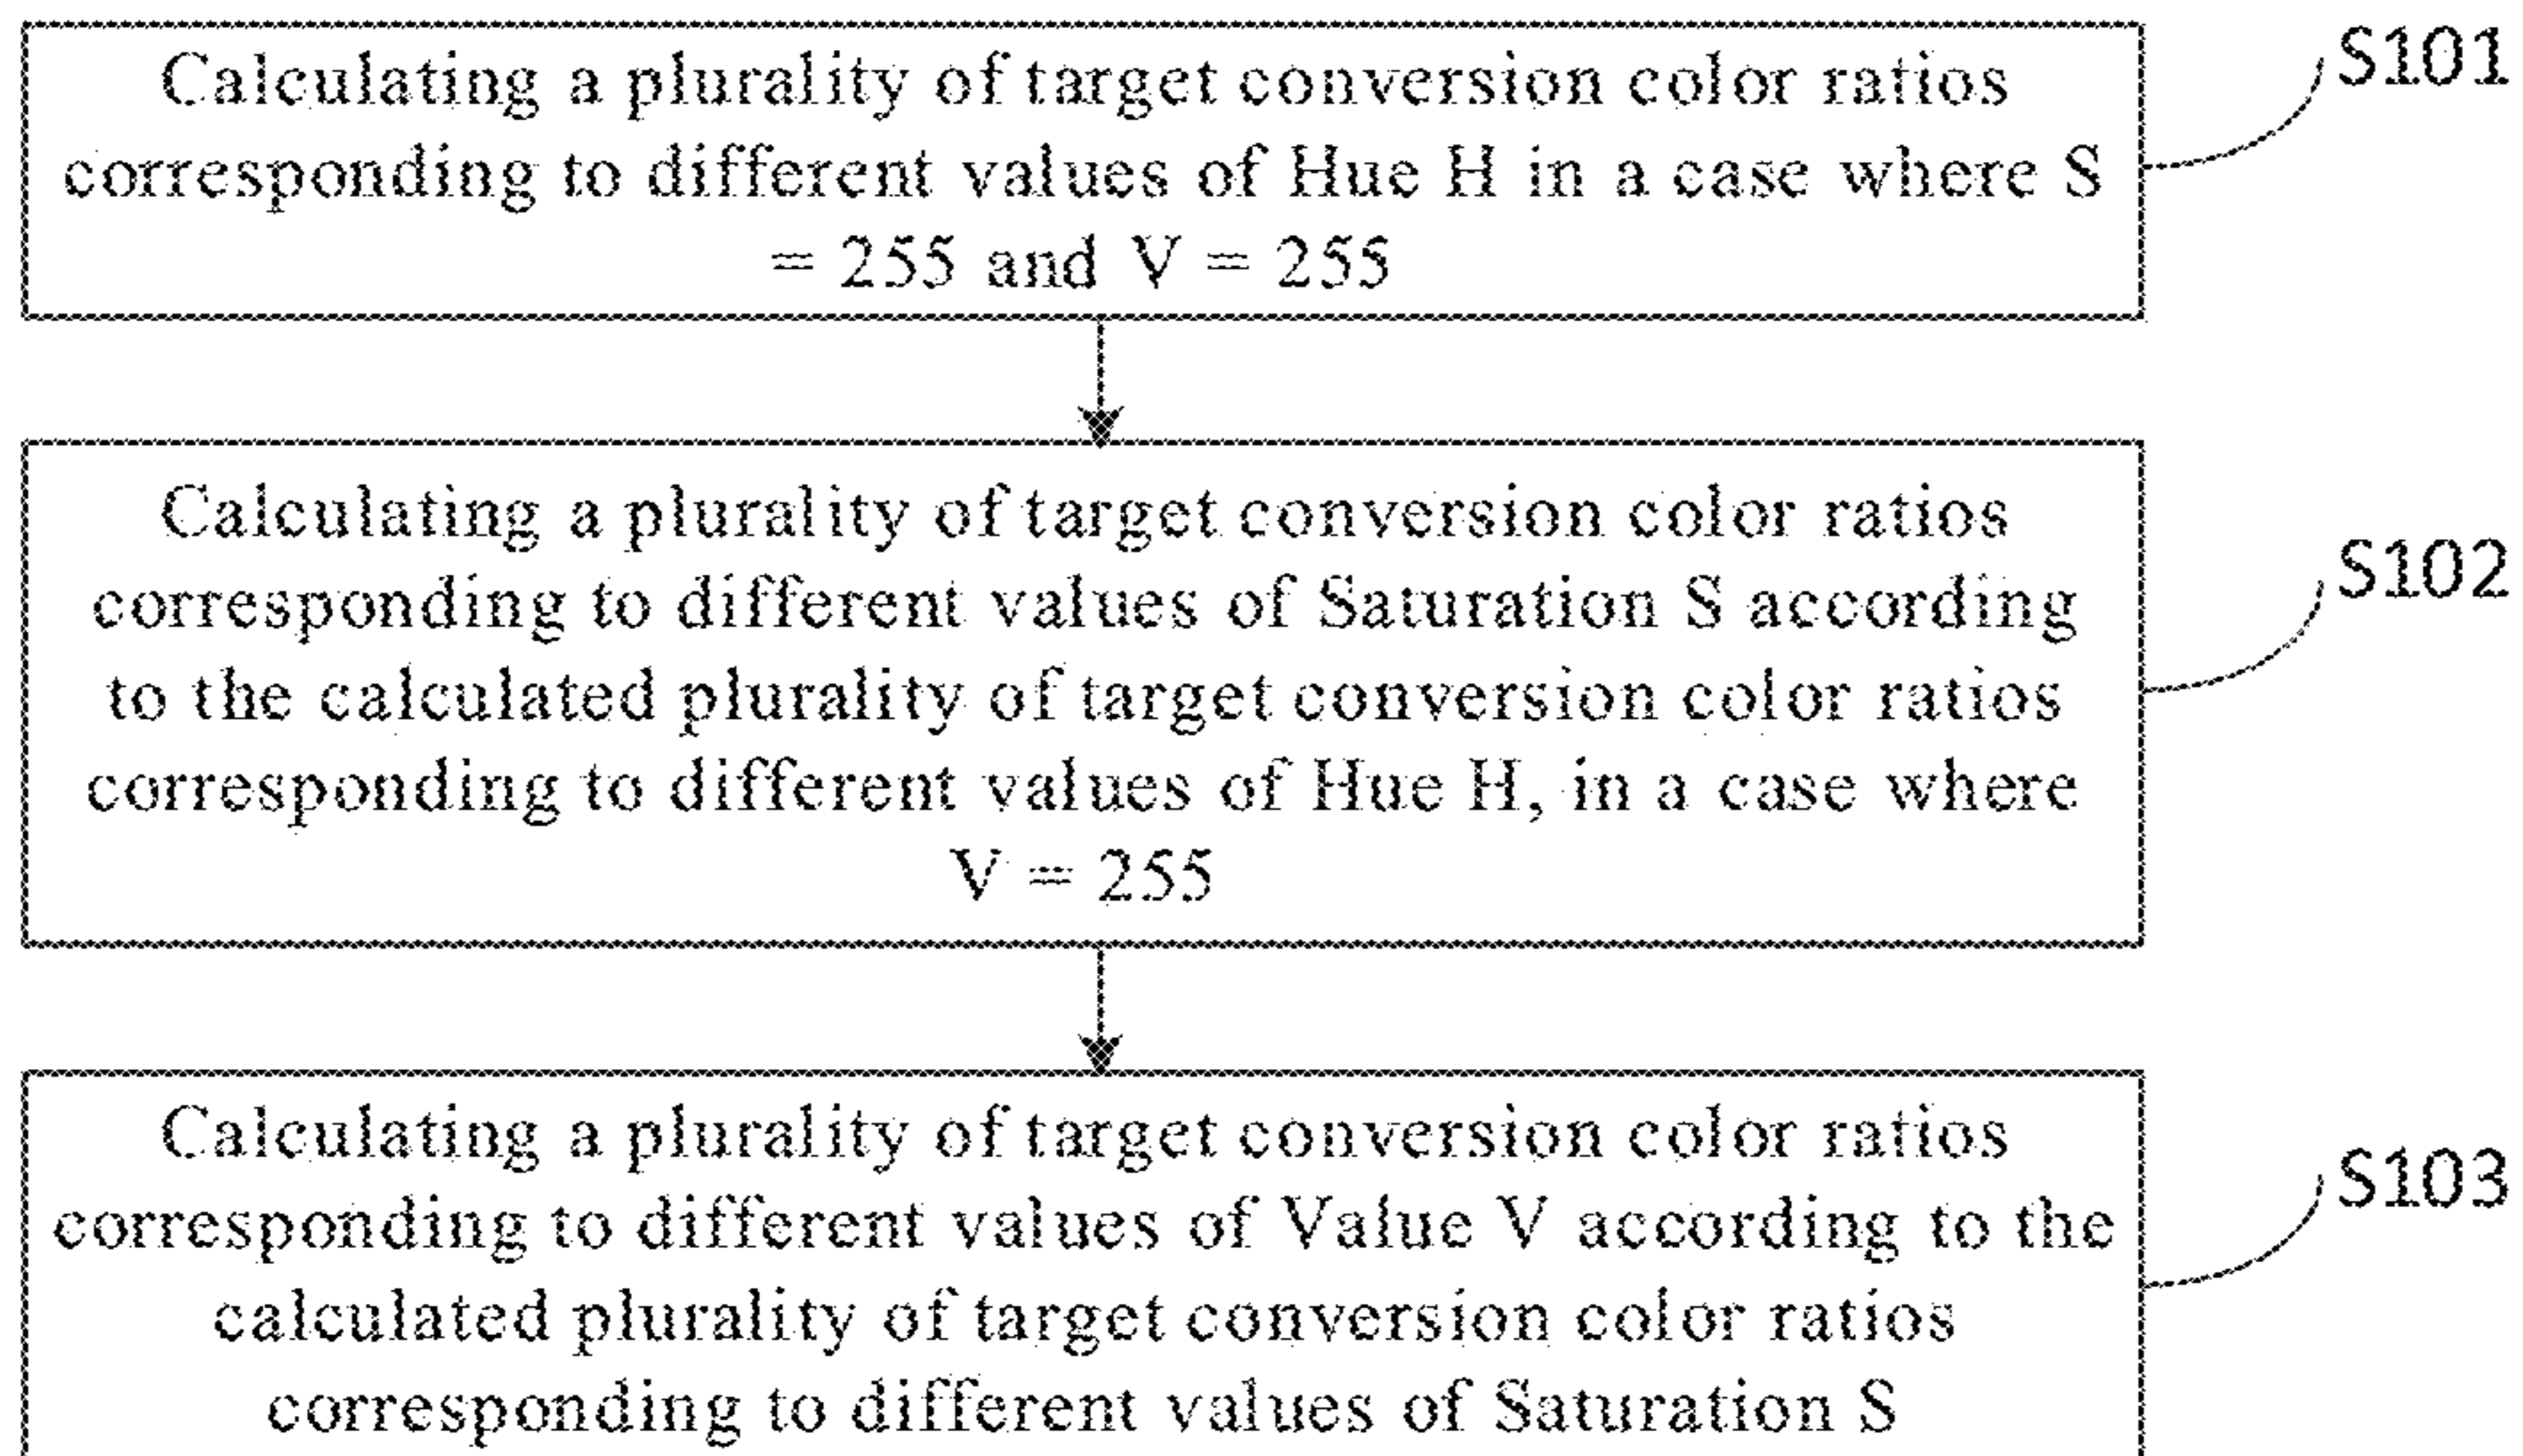 Calculating a plurality of target conversion color ratios
corresponding to different values of Hue H in a case where S
= 255 and V = 255
S101
Calculating a plurality of target conversion color ratios
corresponding to different values of Saturation S according
to the calculated plurality of target conversion color ratios
corresponding to different values of Hue H, in a case where
V = 255
S102
Calculating a plurality of target conversion color ratios
corresponding to different values of Value V according to the
calculated plurality of target conversion color ratios
corresponding to different values of Saturation S
S103